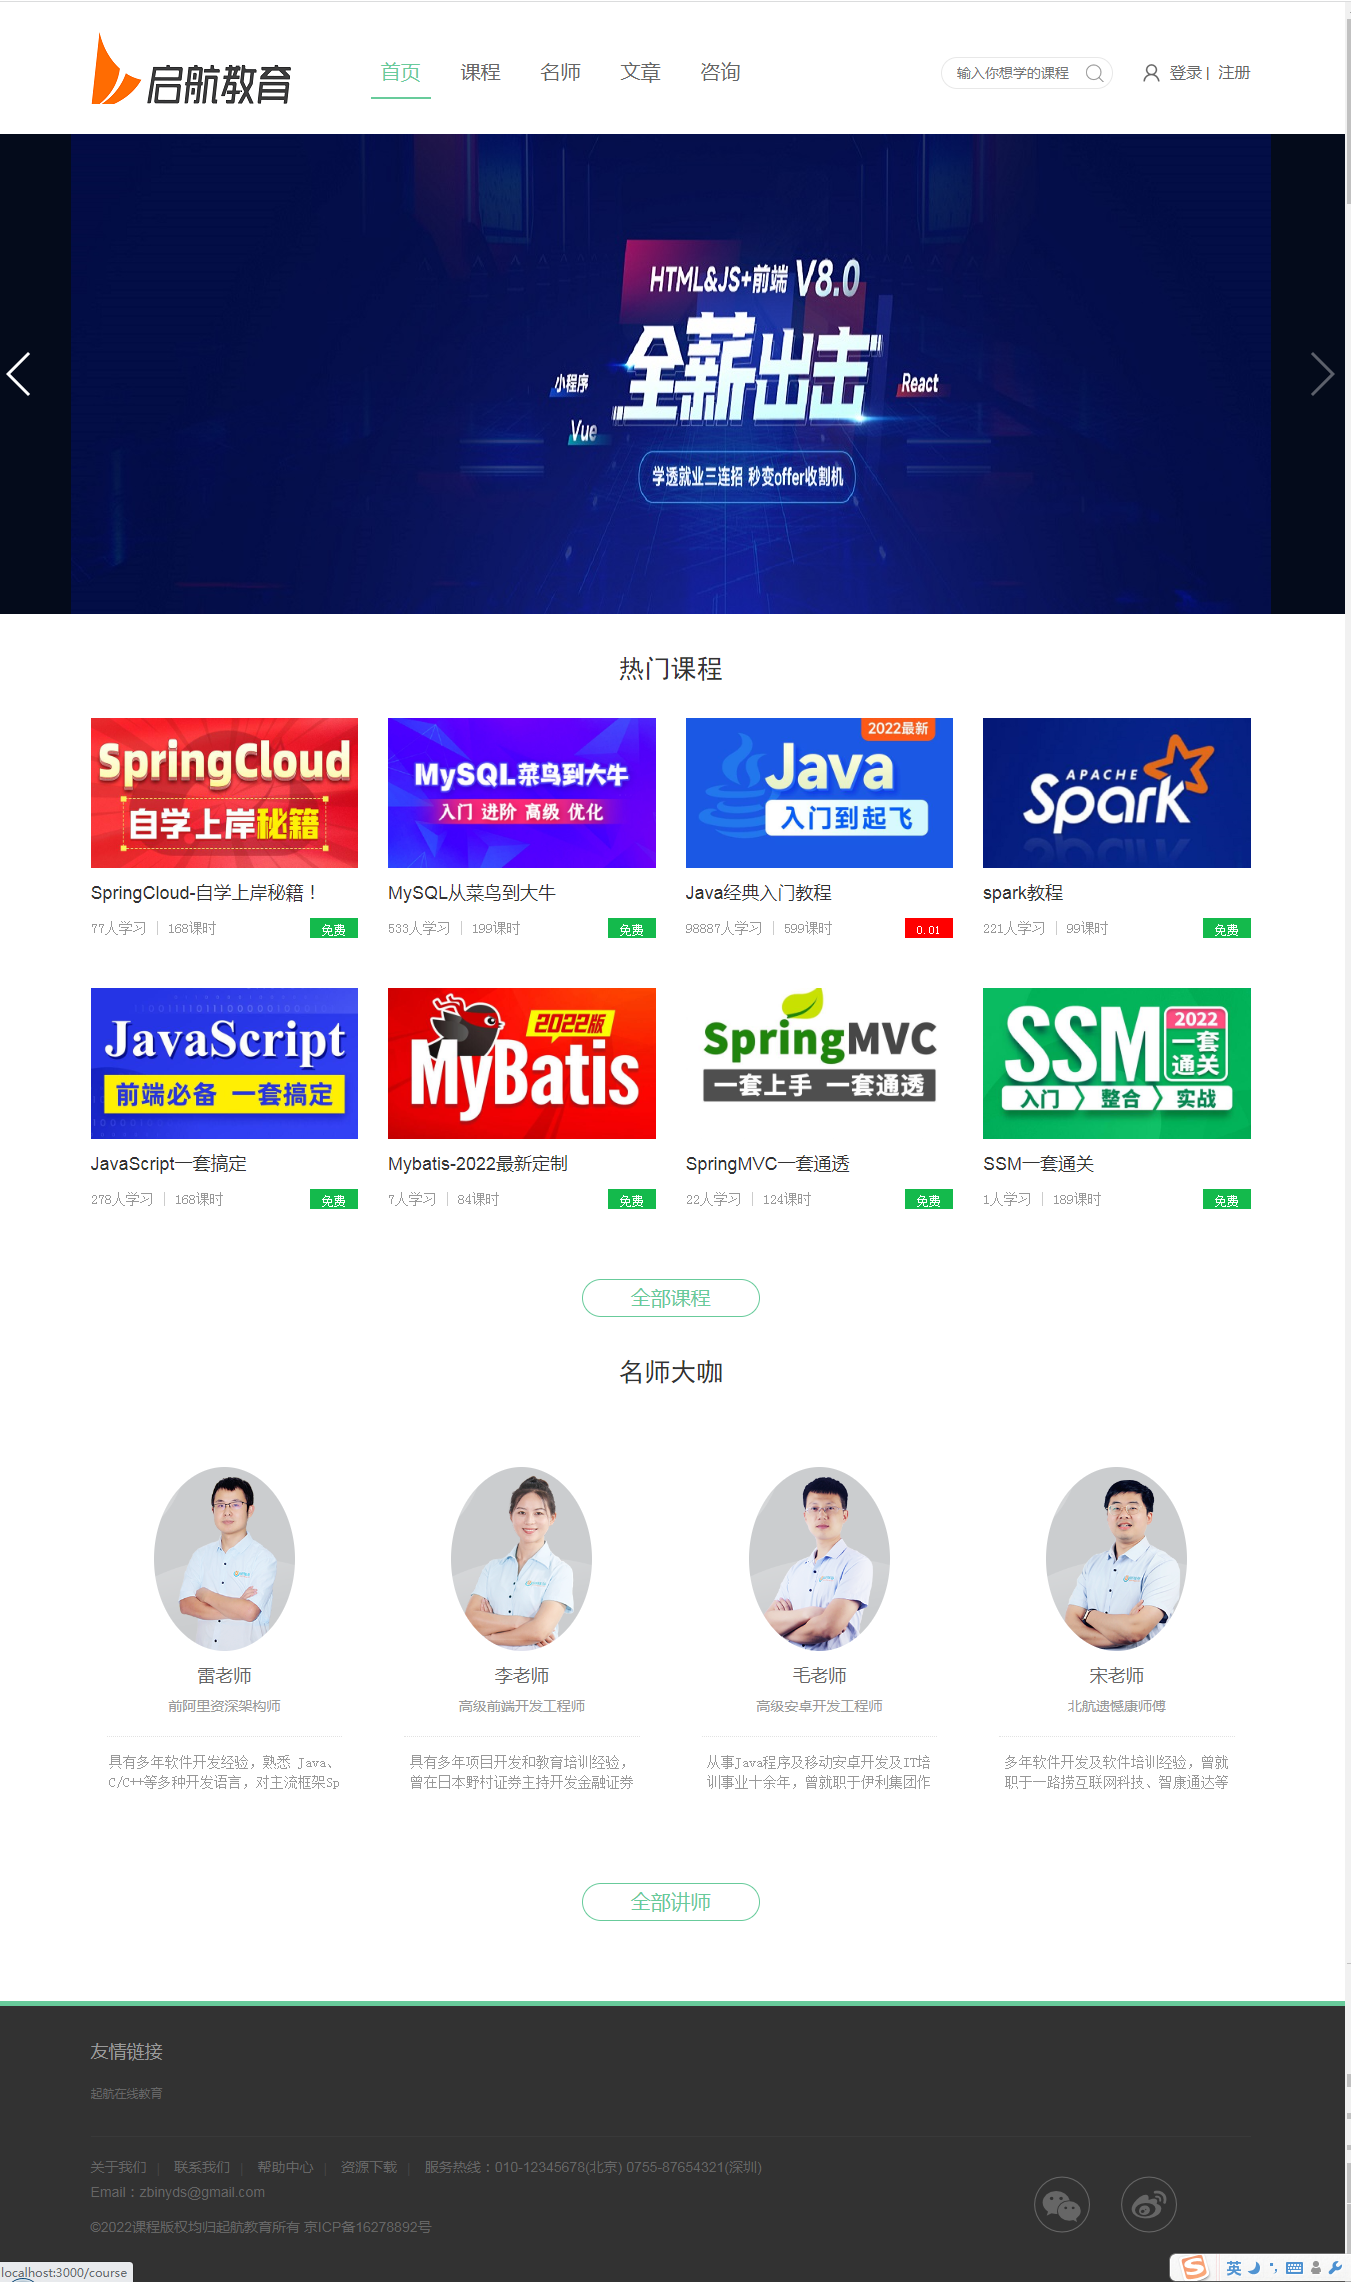 启航教育
首页 课程 名师 文章 咨询
输入你想学的课程
登录 | 注册
HTML&JS+前端 V8.0
全薪出击
小程序
React
Vue
学透就业三连招 秒变offer收割机
热门课程
SpringCloud
自学上岸秘籍
MySQL菜鸟到大牛
入门 进阶 高级 优化
2022最新
Java
入门到起飞
APACHE
Spark
SpringCloud-自学上岸秘籍！
MySQL从菜鸟到大牛
Java经典入门教程
spark教程
77人学习 | 168课时 免费
533人学习 | 199课时 免费
98887人学习 | 599课时 0.01
221人学习 | 99课时 免费
JavaScript
前端必备 一套搞定
2022版
MyBatis
SpringMVC
一套上手 一套通透
SSM
2022
一套
通关
入门 整合 实战
JavaScript一套搞定
Mybatis-2022最新定制
SpringMVC一套通透
SSM一套通关
278人学习 | 168课时 免费
7人学习 | 84课时 免费
22人学习 | 124课时 免费
1人学习 | 189课时 免费
全部课程
名师大咖
雷老师
前阿里资深架构师
具有多年软件开发经验，熟悉 Java、
C/C++等多种开发语言，对主流框架Sp
李老师
高级前端开发工程师
具有多年项目开发和教育培训经验，
曾在日本野村证券主持开发金融证券
毛老师
高级安卓开发工程师
从事Java程序及移动安卓开发及IT培
训事业十余年，曾就职于伊利集团作
宋老师
北航遗憾康师傅
多年软件开发及软件培训经验，曾就
职于一路捞互联网科技、智康通达等
全部讲师
友情链接
起航在线教育
关于我们 | 联系我们 | 帮助中心 | 资源下载 | 服务热线：010-12345678(北京) 0755-87654321(深圳)
Email：zbinyds@gmail.com
©2022课程版权均归起航教育所有 京ICP备16278892号
localhost:3000/course
S 英